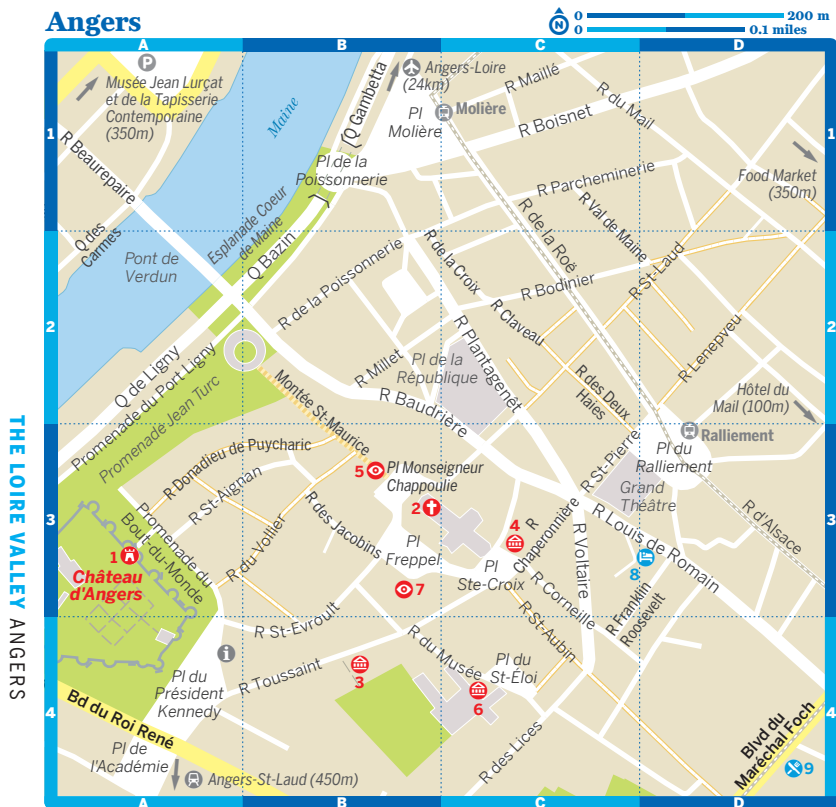 Angers
0 200 m
N 0 0.1 miles
A B C D
1
P
Musée Jean Lurçat
et de la Tapisserie
Contemporaine
(350m)
R Beaurepaire
Maine
(Q Gambetta
Angers-Loire
(24km)
Pl
Molière
Molière
R Maillé
R du Mail
R Boisnet
Food Market
(350m)
Pl de la
Poissonnerie
R Parcheminerie
1
Q des
Carmes
Pont de
Verdun
Esplanade Coeur
de Maine
Q Bazin
R de la Croix
R de la Roë
R Val de Maine
R St-Laud
2
R de la Poissonnerie
R Bodinier
R Claveau
R Plantagenêt
R Lenepveu
2
Q de Ligny
Promenade du Port Ligny
Promenade Jean Turc
R Millet
Pl de la
République
R des Deux
Haies
Hôtel du
Mail (100m)
Montée St-Maurice
R Baudrière
Ralliement
R Donadieu de Puycharic
5
Pl Monseigneur
Chappoulie
R St-Pierre
Pl du
Ralliement
R St-Aignan
Grand
Théâtre
3
2
4
R
Chaperonnière
R Voltaire
R Louis de Romain
R d'Alsace
3
Promenade du
Bout-du-Monde
R du Vollier
R des Jacobins
Pl
Freppel
1
Château
d'Angers
Pl
Ste-Croix
8
7
R Corneille
R Franklin
Roosevelt
R St-Evroult
R St-Aubin
i
R Toussaint
3
R du Musée
Pl du
St-Éloi
6
4
Pl du
Président
Kennedy
Bd du Roi René
R des Lices
Blvd du
Maréchal Foch
4
Pl de
l'Académie
Angers-St-Laud (450m)
9
A B C D
THE LOIRE VALLEY ANGERS